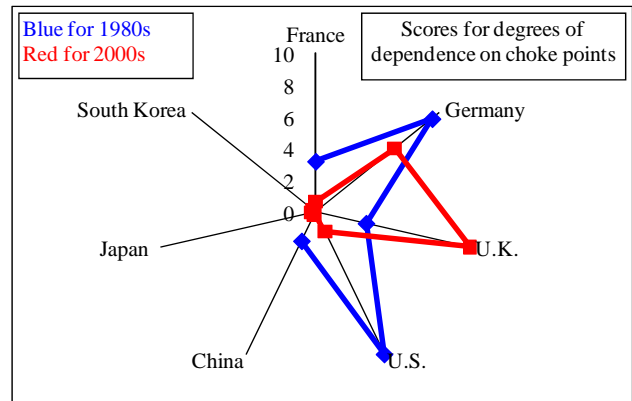 Blue for 1980s
Red for 2000s
France
Scores for degrees of
dependence on choke points
10
8
6
4
2
0
South Korea
Germany
Japan
U.K.
China
U.S.